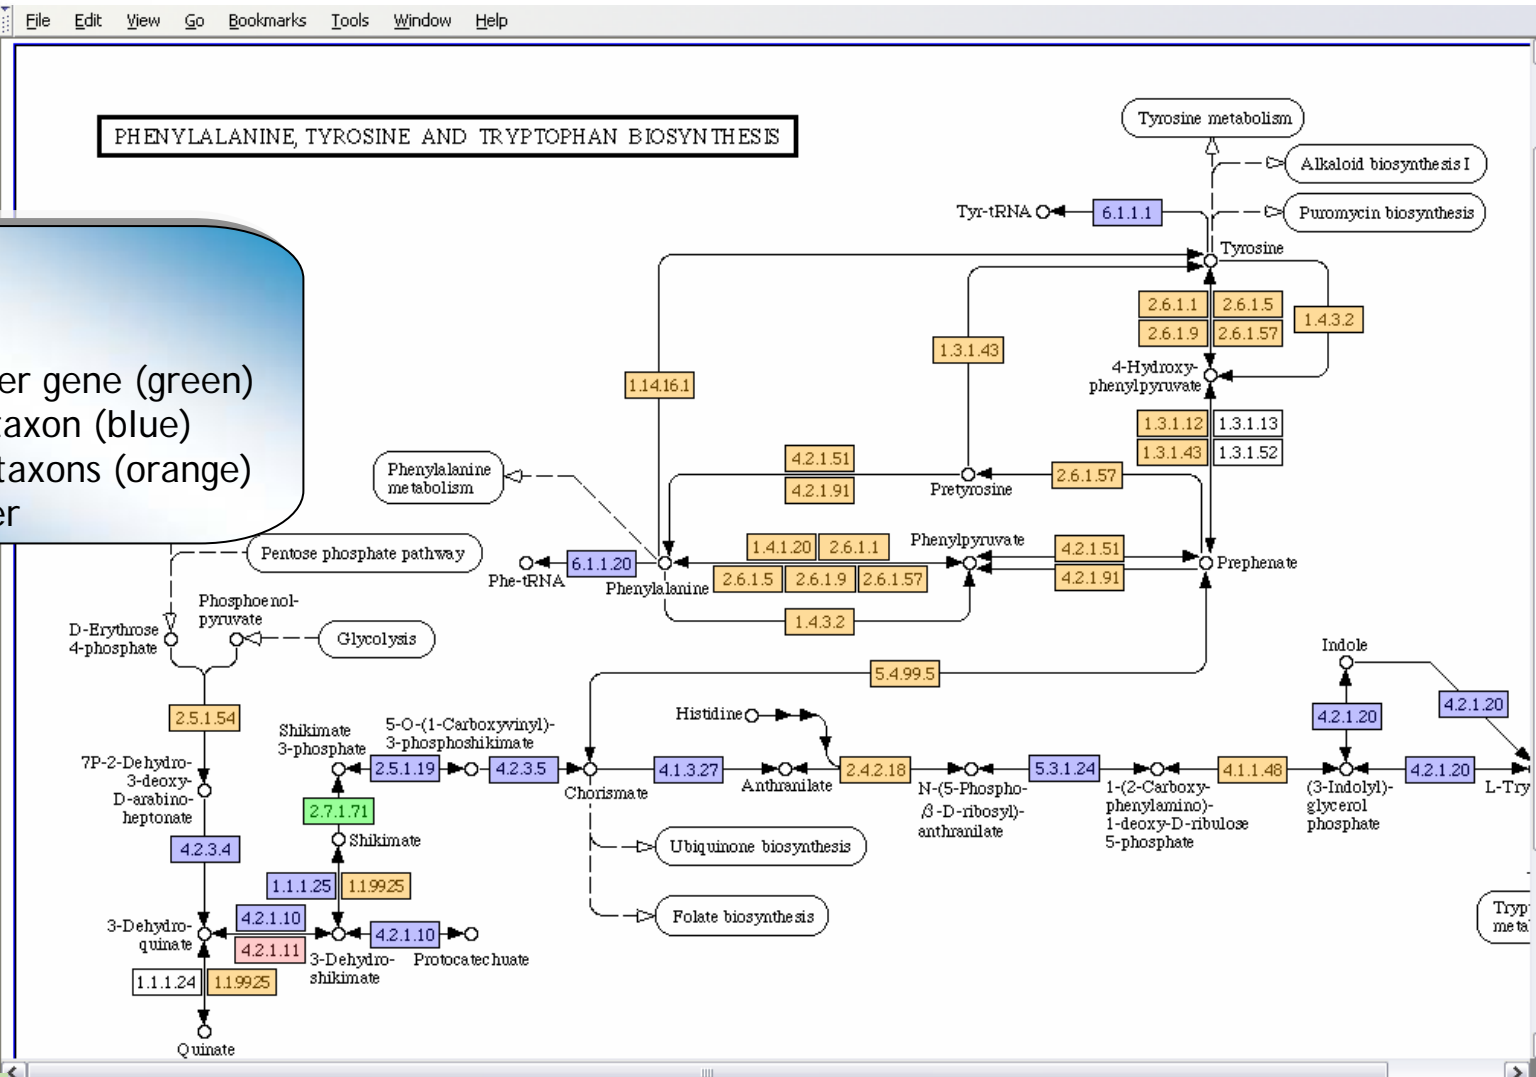 File Edit View Go Bookmarks Tools Window Help
PHENYLALANINE, TYROSINE AND TRYPTOPHAN BIOSYNTHESIS
Tyrosine metabolism
Alkaloid biosynthesis I
Puromycin biosynthesis
Tyr-tRNA
6.1.1.1
Tyrosine
2.6.1.1 2.6.1.5
2.6.1.9 2.6.1.57
1.4.3.2
1.3.1.43
4-Hydroxy-
phenylpyruvate
1.14.16.1
gene (green)
(blue)
taxons (orange)
1.3.1.12 1.3.1.13
1.3.1.43 1.3.1.52
Phenylalanine
metabolism
4.2.1.51
4.2.1.91
Pretyrosine
2.6.1.57
Pentose phosphate pathway
Phe-tRNA
6.1.1.20
Phenylalanine
1.4.1.20 2.6.1.1
2.6.1.5 2.6.1.9 2.6.1.57
1.4.3.2
Phenylpyruvate
4.2.1.51
4.2.1.91
Prephenate
D-Erythrose
4-phosphate
Phosphoenol-
pyruvate
Glycolysis
5.4.99.5
Indole
2.5.1.54
Shikimate
3-phosphate
5-O-(1-Carboxyvinyl)-
3-phosphoshikimate
Histidine
4.2.1.20
4.2.1.20
7P-2-Dehydro-
3-deoxy-
D-arabino-
heptonate
2.5.1.19
4.2.3.5
Chorismate
4.1.3.27
Anthranilate
2.4.2.18
N-(5-Phospho-
β-D-ribosyl)-
anthranilate
5.3.1.24
1-(2-Carboxy-
phenylamino)-
1-deoxy-D-ribulose
5-phosphate
4.1.1.48
(3-Indolyl)-
glycerol
phosphate
4.2.1.20
L-Try
2.7.1.71
Shikimate
4.2.3.4
Ubiquinone biosynthesis
1.1.1.25 1.1.99.25
Folate biosynthesis
3-Dehydro-
quinate
4.2.1.10
4.2.1.11
3-Dehydro-
shikimate
4.2.1.10
Protocatechuate
1.1.1.24 1.1.99.25
Quinate